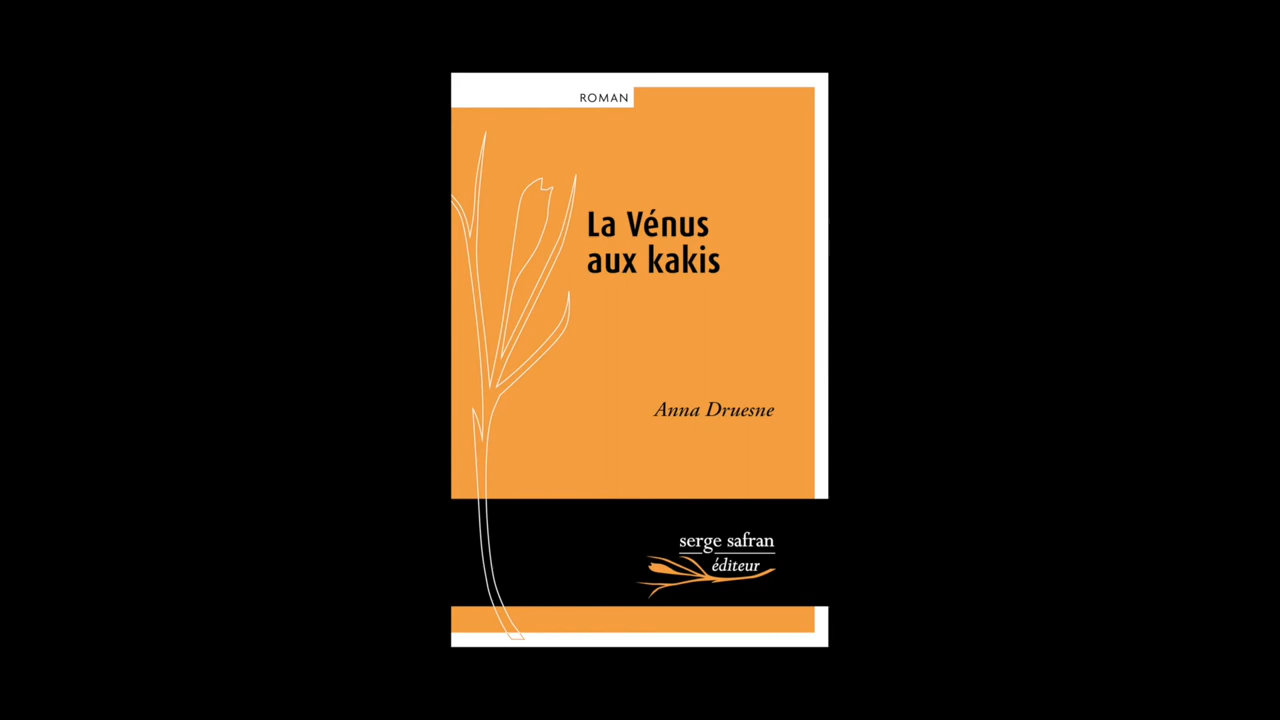 ROMAN
La Vénus
aux kakis
Anna Druesne
serge safran
éditeur